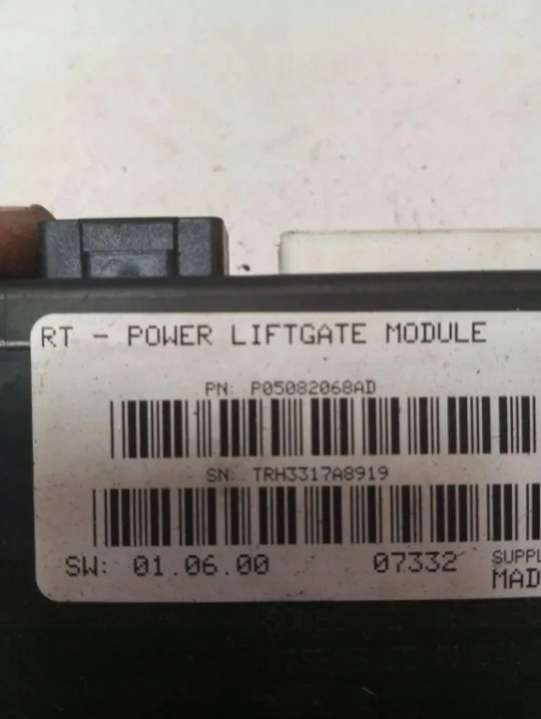 RT - POWER LIFTGATE MODULE
PN: P05082068AD
SN: TRH3317A8919
SW: 01.06.00 07332 SUPPL
MAD